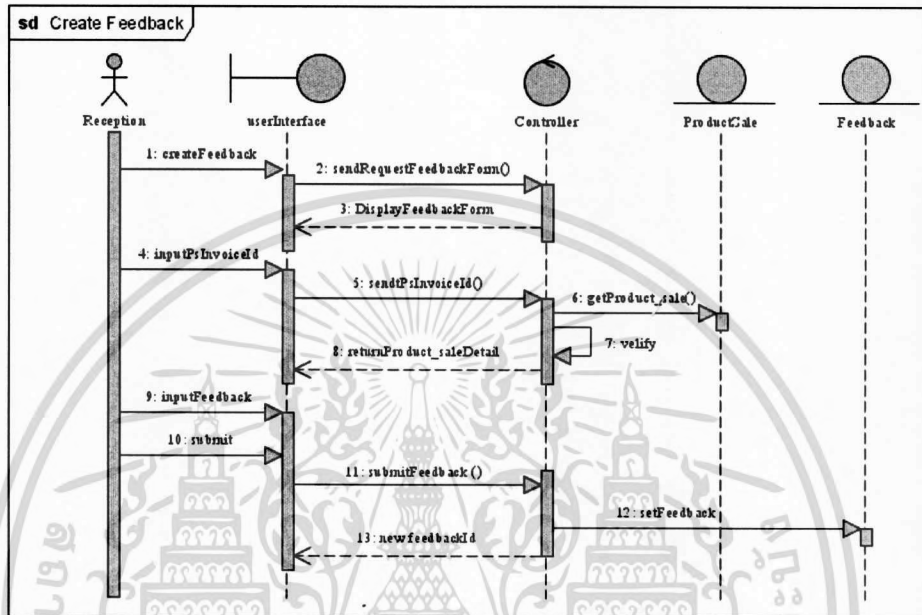 sd Create Feedback
Reception
userInterface
Controller
ProductSale
Feedback
1: createFeedback
2: sendRequestFeedbackForm()
3: DisplayFeedbackForm
4: inputPsInvoiceId
5: sendtPsInvoiceId()
6: getProduct_sale()
7: velify
8: returnProduct_saleDetail
9: inputFeedback
10: submit
11: submitFeedback ()
12: setFeedback
13: newfeedbackId